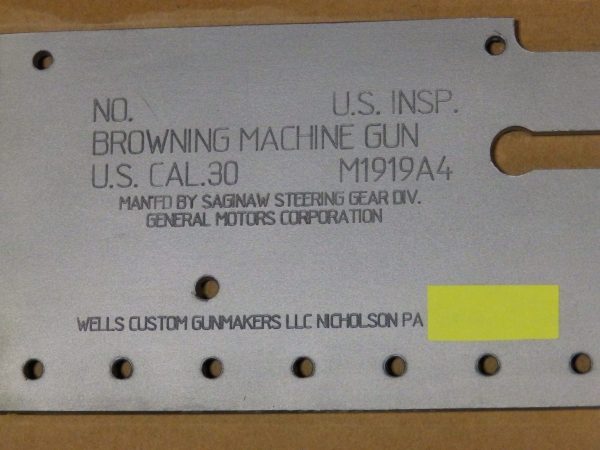 NO. U.S. INSP.
BROWNING MACHINE GUN
U.S. CAL.30 M1919A4
MANFD BY SAGINAW STEERING GEAR DIV.
GENERAL MOTORS CORPORATION
WELLS CUSTOM GUNMAKERS LLC NICHOLSON PA